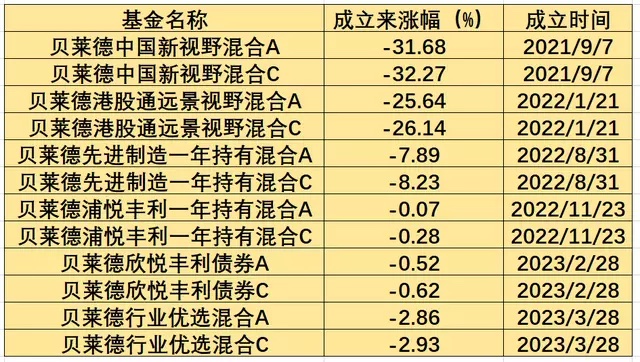 基金名称 成立来涨幅（%） 成立时间
贝莱德中国新视野混合A -31.68 2021/9/7
贝莱德中国新视野混合C -32.27 2021/9/7
贝莱德港股通远景视野混合A -25.64 2022/1/21
贝莱德港股通远景视野混合C -26.14 2022/1/21
贝莱德先进制造一年持有混合A -7.89 2022/8/31
贝莱德先进制造一年持有混合C -8.23 2022/8/31
贝莱德浦悦丰利一年持有混合A -0.07 2022/11/23
贝莱德浦悦丰利一年持有混合C -0.28 2022/11/23
贝莱德欣悦丰利债券A -0.52 2023/2/28
贝莱德欣悦丰利债券C -0.62 2023/2/28
贝莱德行业优选混合A -2.86 2023/3/28
贝莱德行业优选混合C -2.93 2023/3/28